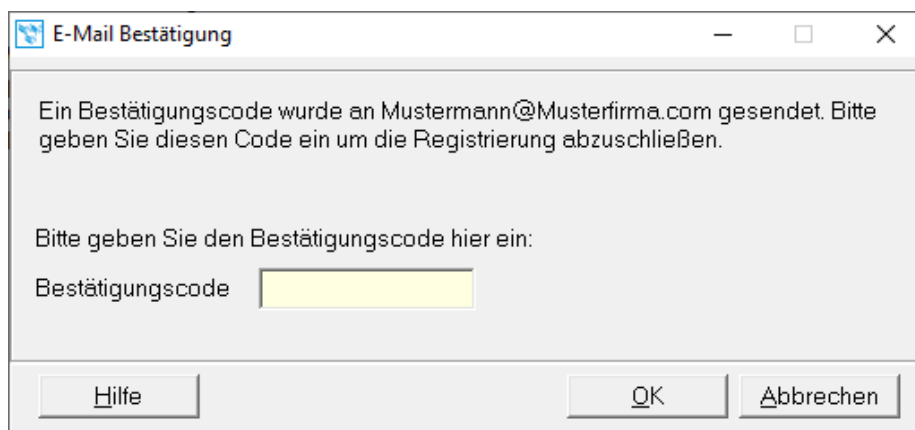 E-Mail Bestätigung
Ein Bestätigungscode wurde an Mustermann@Musterfirma.com gesendet. Bitte
geben Sie diesen Code ein um die Registrierung abzuschließen.
Bitte geben Sie den Bestätigungscode hier ein:
Bestätigungscode
Hilfe OK Abbrechen